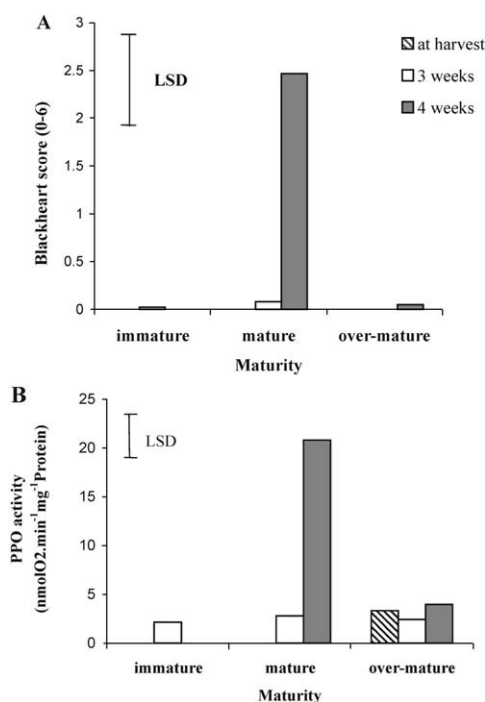 A
Blackheart score (0-6)
3
2.5
2
1.5
1
0.5
0
LSD
at harvest
3 weeks
4 weeks
immature mature over-mature
Maturity
B
PPO activity
(nmolO2.min⁻¹mg⁻¹Protein)
25
20
15
10
5
0
LSD
immature mature over-mature
Maturity